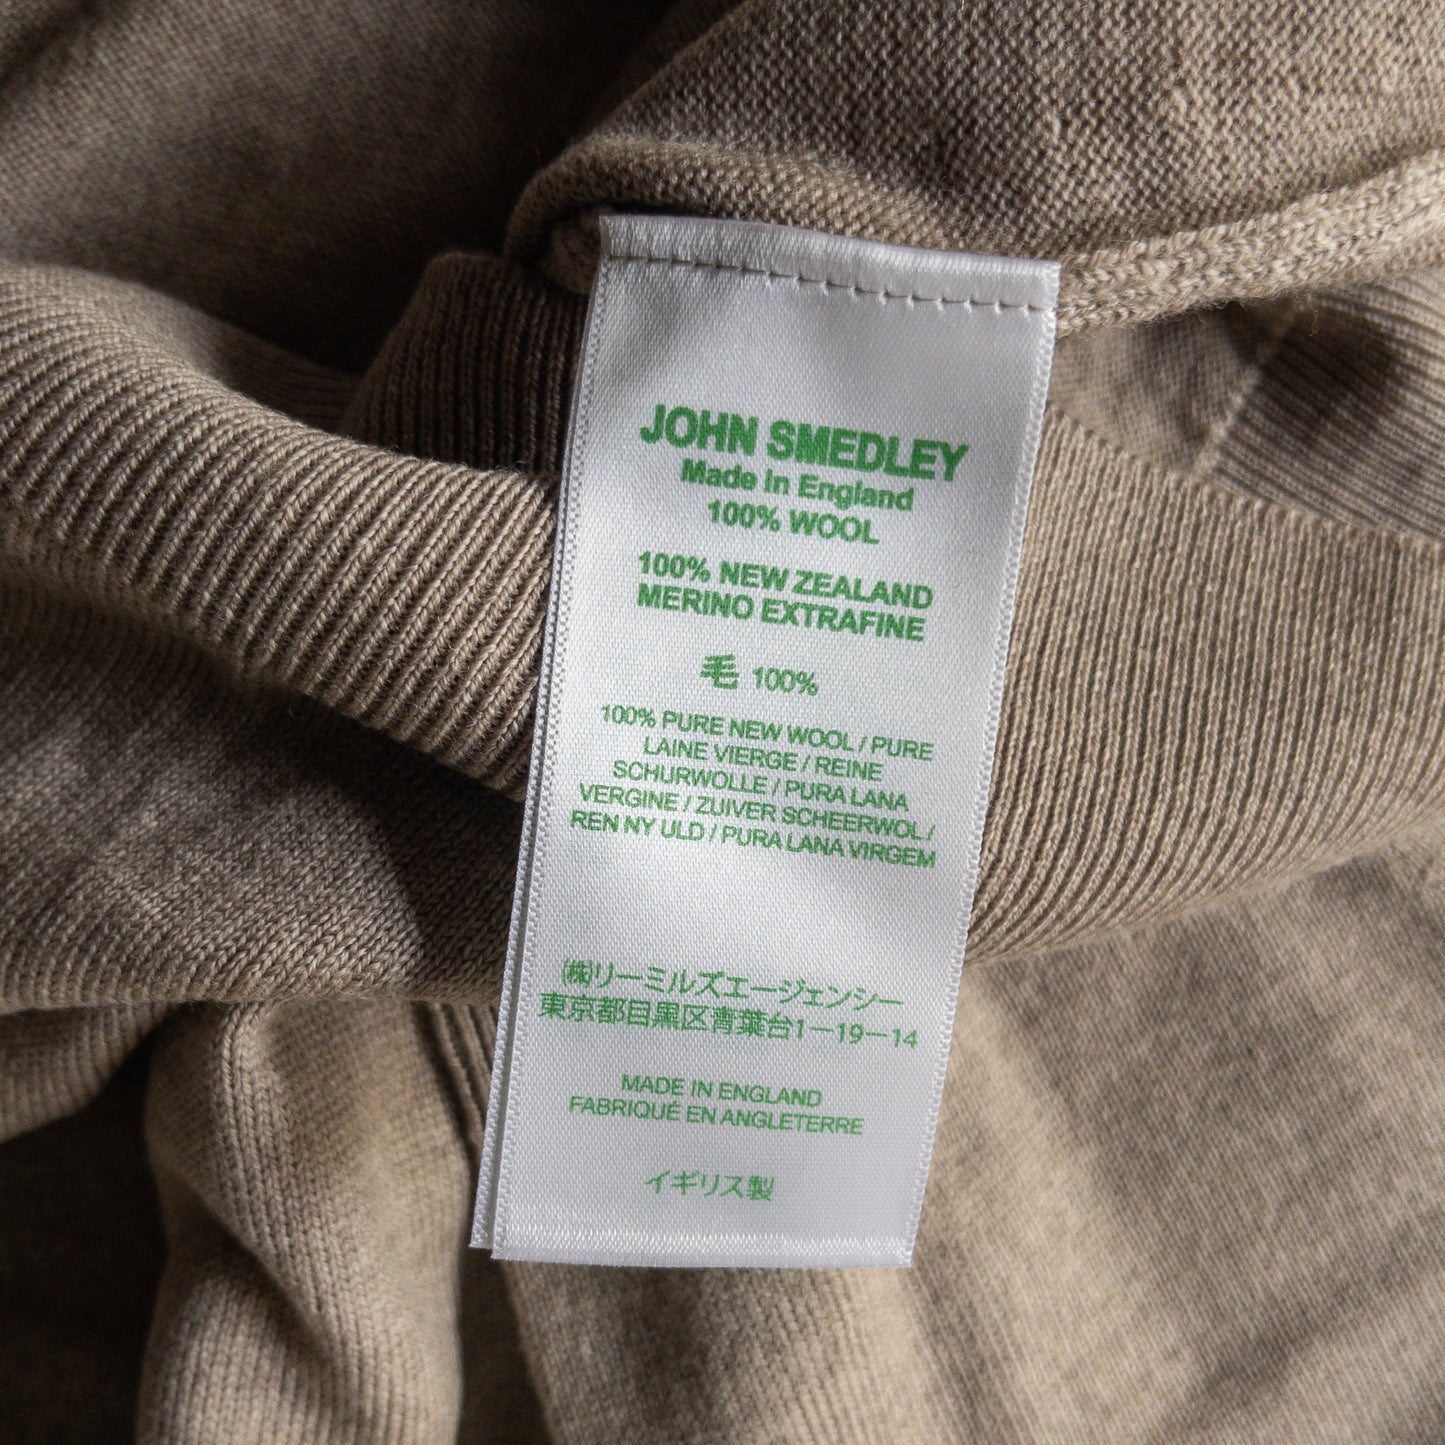 JOHN SMEDLEY
Made in England
100% WOOL
100% NEW ZEALAND
MERINO EXTRAFINE
毛 100%
100% PURE NEW WOOL / PURE
LAINE VIERGE / REINE
SCHURWOLLE / PURA LANA
VERGINE / ZUIVER SCHEERWOL /
REN NY ULD / PURA LANA VIRGEM
㈱リーミルズエージェンシー
東京都目黒区青葉台1−19−14
MADE IN ENGLAND
FABRIQUÉ EN ANGLETERRE
イギリス製